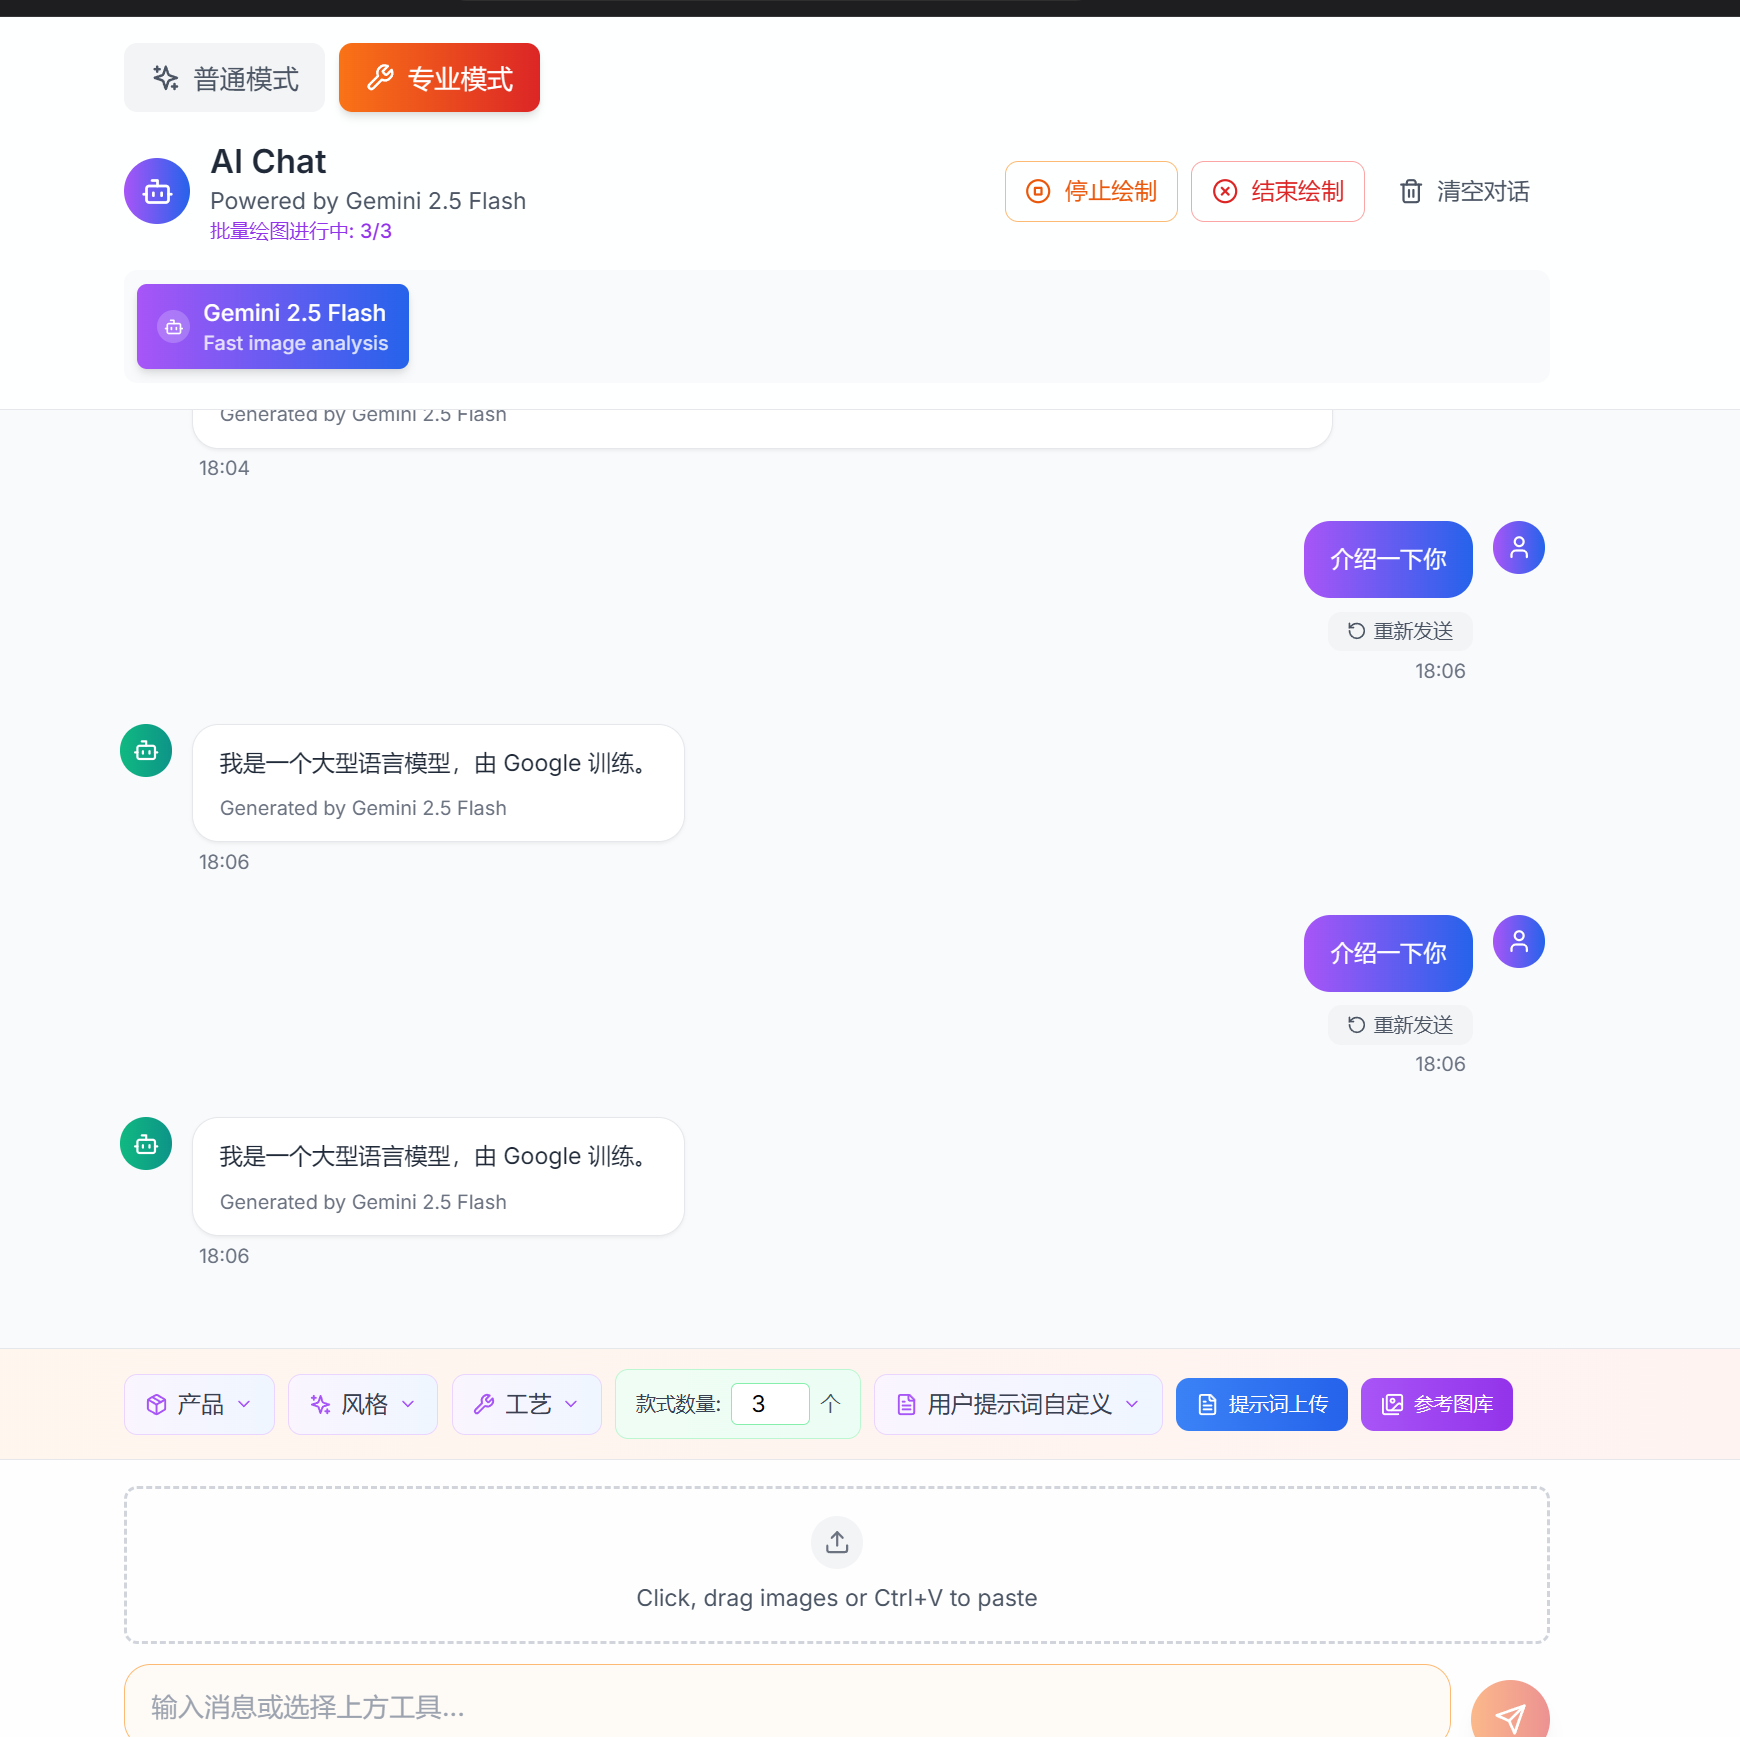 普通模式
专业模式
AI Chat
Powered by Gemini 2.5 Flash
批量绘图进行中: 3/3
停止绘制
结束绘制
清空对话
Gemini 2.5 Flash
Fast image analysis
Generated by Gemini 2.5 Flash
18:04
介绍一下你
重新发送
18:06
我是一个大型语言模型，由 Google 训练。
Generated by Gemini 2.5 Flash
18:06
介绍一下你
重新发送
18:06
我是一个大型语言模型，由 Google 训练。
Generated by Gemini 2.5 Flash
18:06
产品
风格
工艺
款式数量: 3 个
用户提示词自定义
提示词上传
参考图库
Click, drag images or Ctrl+V to paste
输入消息或选择上方工具...